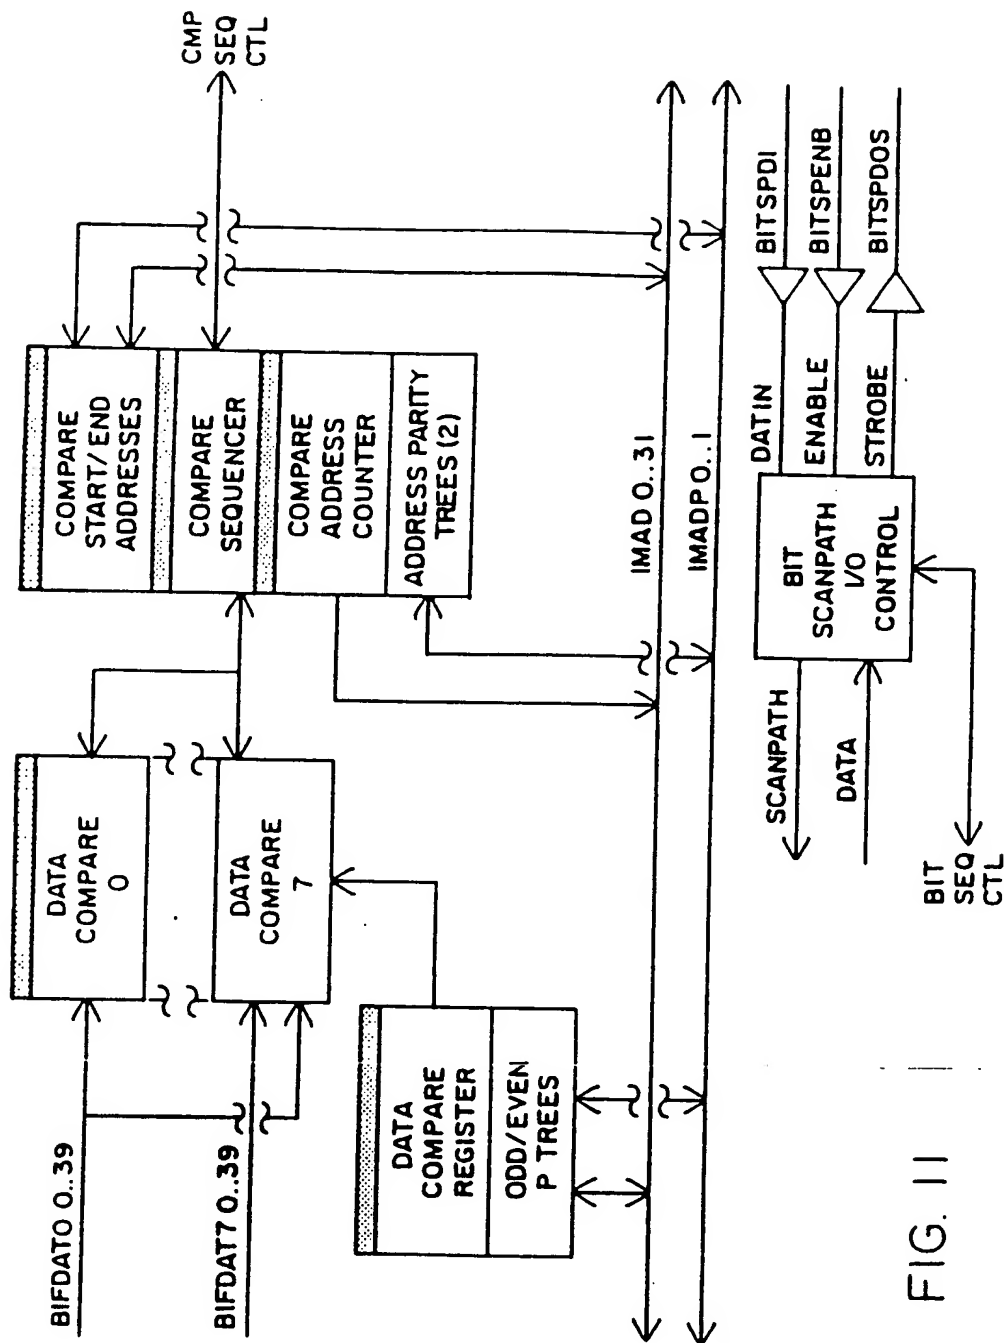 BIFDAT0 0..39
BIFDAT7 0..39
DATA
COMPARE
0
DATA
COMPARE
7
DATA
COMPARE
REGISTER
ODD/EVEN
P TREES
COMPARE
START/END
ADDRESSES
COMPARE
SEQUENCER
COMPARE
ADDRESS
COUNTER
ADDRESS PARITY
TREES (2)
CMP
SEQ
CTL
IMAD 0..31
IMADP 0..1
SCANPATH
DATA
BIT
SCANPATH
I/O
CONTROL
DATIN
ENABLE
STROBE
BITSPDI
BITSPENB
BITSPDOS
BIT
SEQ
CTL
FIG. 11